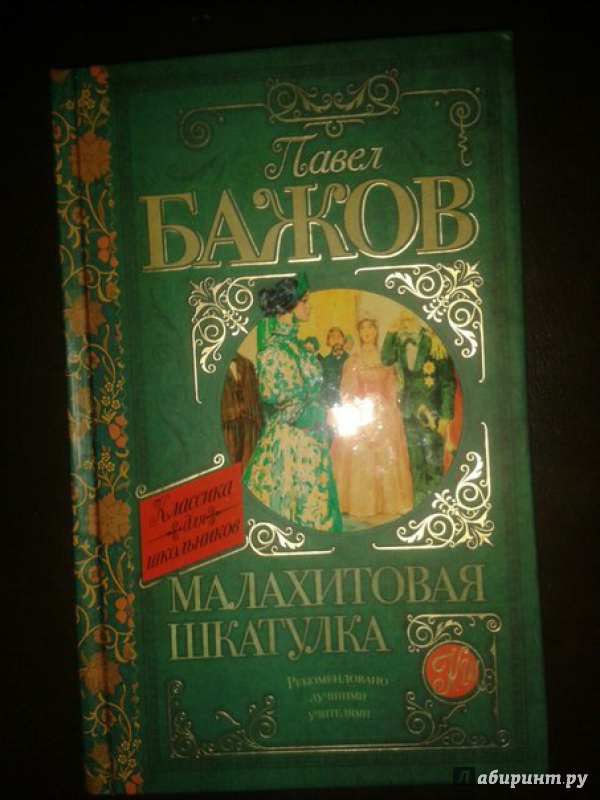 Павел
БАЖОВ
Классика
для
школьников
МАЛАХИТОВАЯ
ШКАТУЛКА
Рекомендовано
лучшими
учителями
Лабиринт.ру